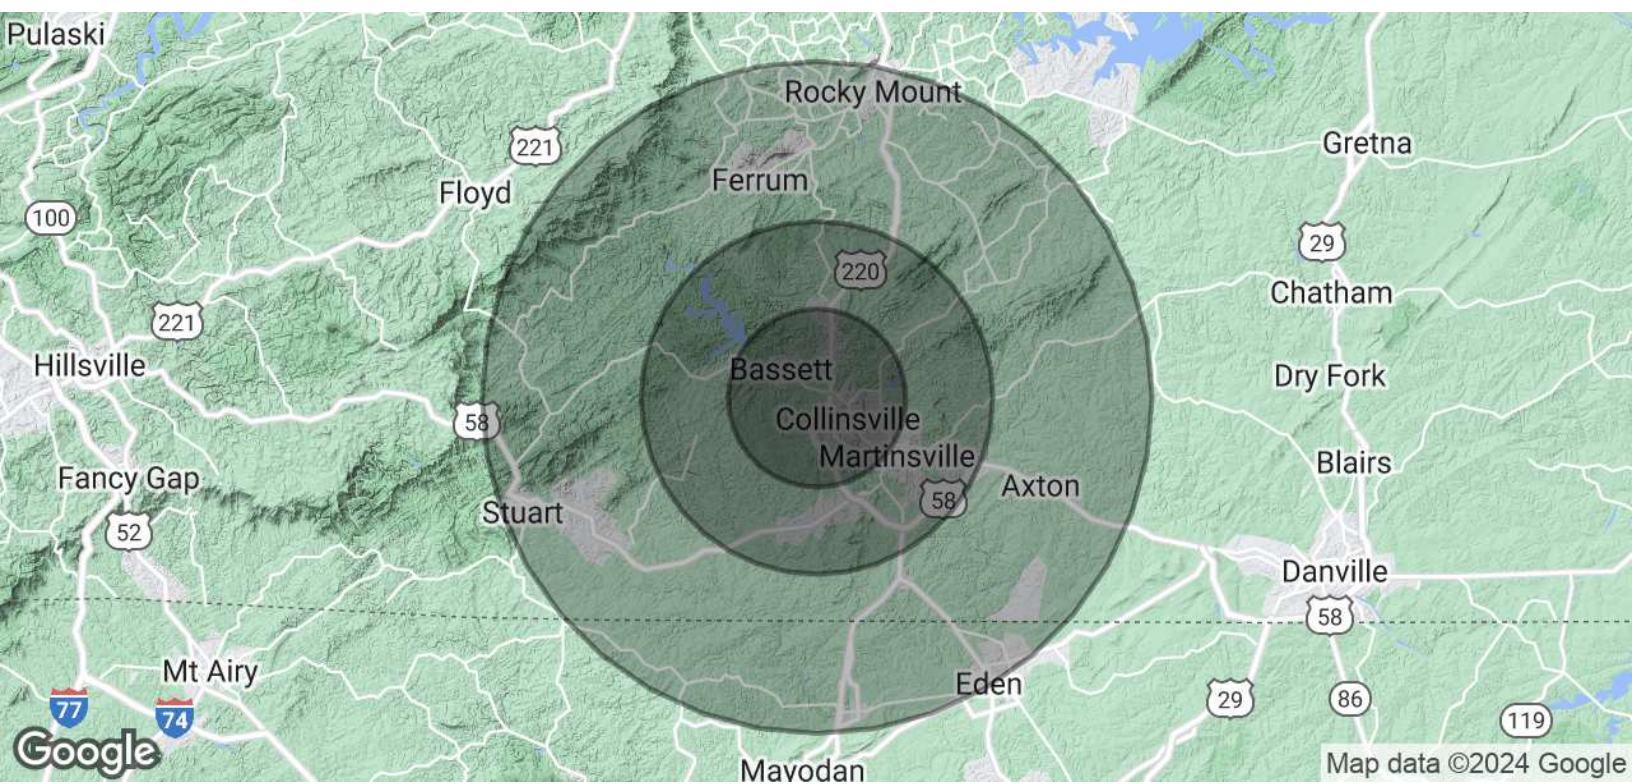 Pulaski
Rocky Mount
221
Gretna
Ferrum
Floyd
100
29
220
Chatham
221
Hillsville
Bassett
Dry Fork
58
Collinsville
Martinsville
Blairs
Fancy Gap
Axton
58
Stuart
52
Danville
58
Mt Airy
Eden
77
74
29
86
119
Google
Mayodan
Map data ©2024 Google